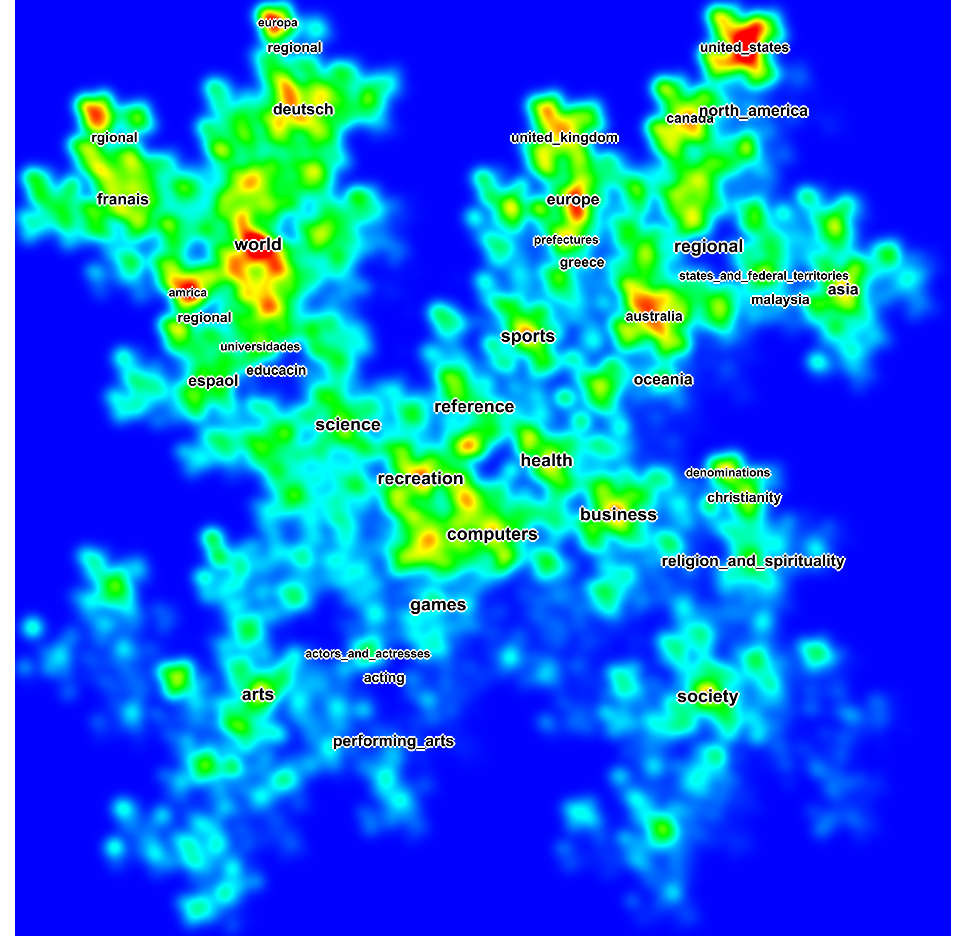 europa
united_states
regional
deutsch
north_america
canada
rgional
united_kingdom
franais
europe
prefectures
world
regional
greece
states_and_federal_territories
asia
amrica
malaysia
regional
australia
sports
universidades
educacin
espaol
oceania
reference
science
health
denominations
recreation
christianity
business
computers
religion_and_spirituality
games
actors_and_actresses
acting
arts
society
performing_arts